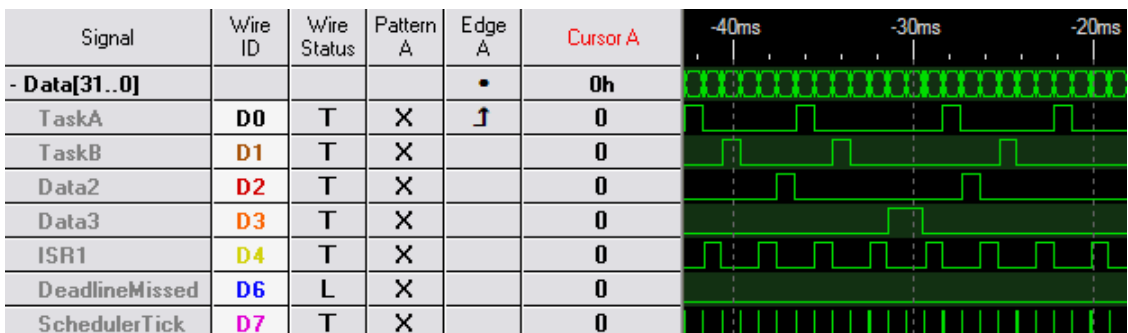 Signal Wire ID Wire Status Pattern A Edge A Cursor A -40ms -30ms -20ms
- Data[31..0] • 0h
TaskA D0 T X 0
TaskB D1 T X 0
Data2 D2 T X 0
Data3 D3 T X 0
ISR1 D4 T X 0
DeadlineMissed D6 L X 0
SchedulerTick D7 T X 0